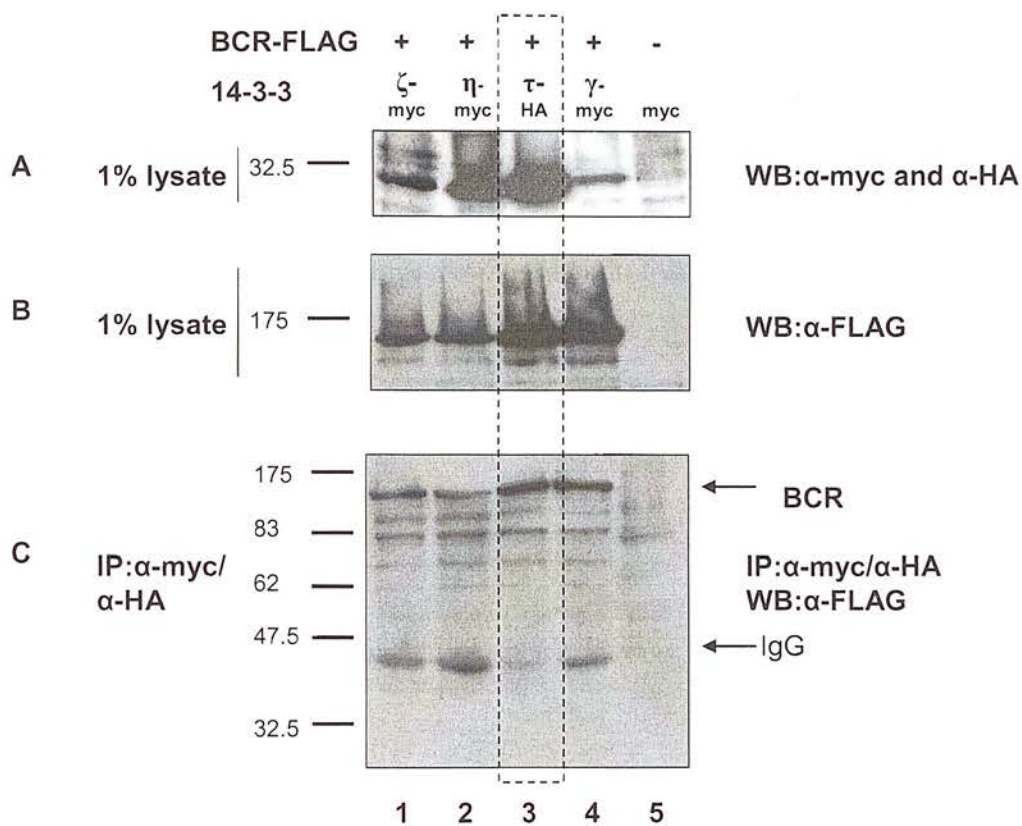 BCR-FLAG + + + + -
14-3-3 ζ- η- τ- γ-
myc myc HA myc myc
A 1% lysate 32.5 WB:α-myc and α-HA
B 1% lysate 175 WB:α-FLAG
175
BCR
83
C IP:α-myc/ IP:α-myc/α-HA
α-HA WB:α-FLAG
62
47.5
IgG
32.5
1 2 3 4 5